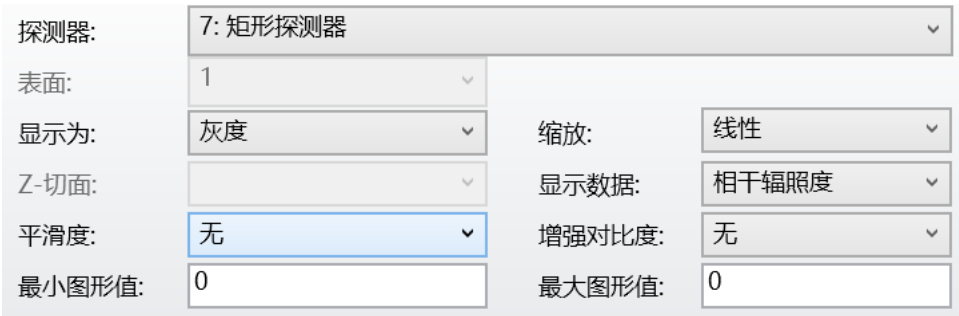 探测器: 7: 矩形探测器
表面: 1
显示为: 灰度 缩放: 线性
Z-切面: 显示数据: 相干辐照度
平滑度: 无 增强对比度: 无
最小图形值: 0 最大图形值: 0